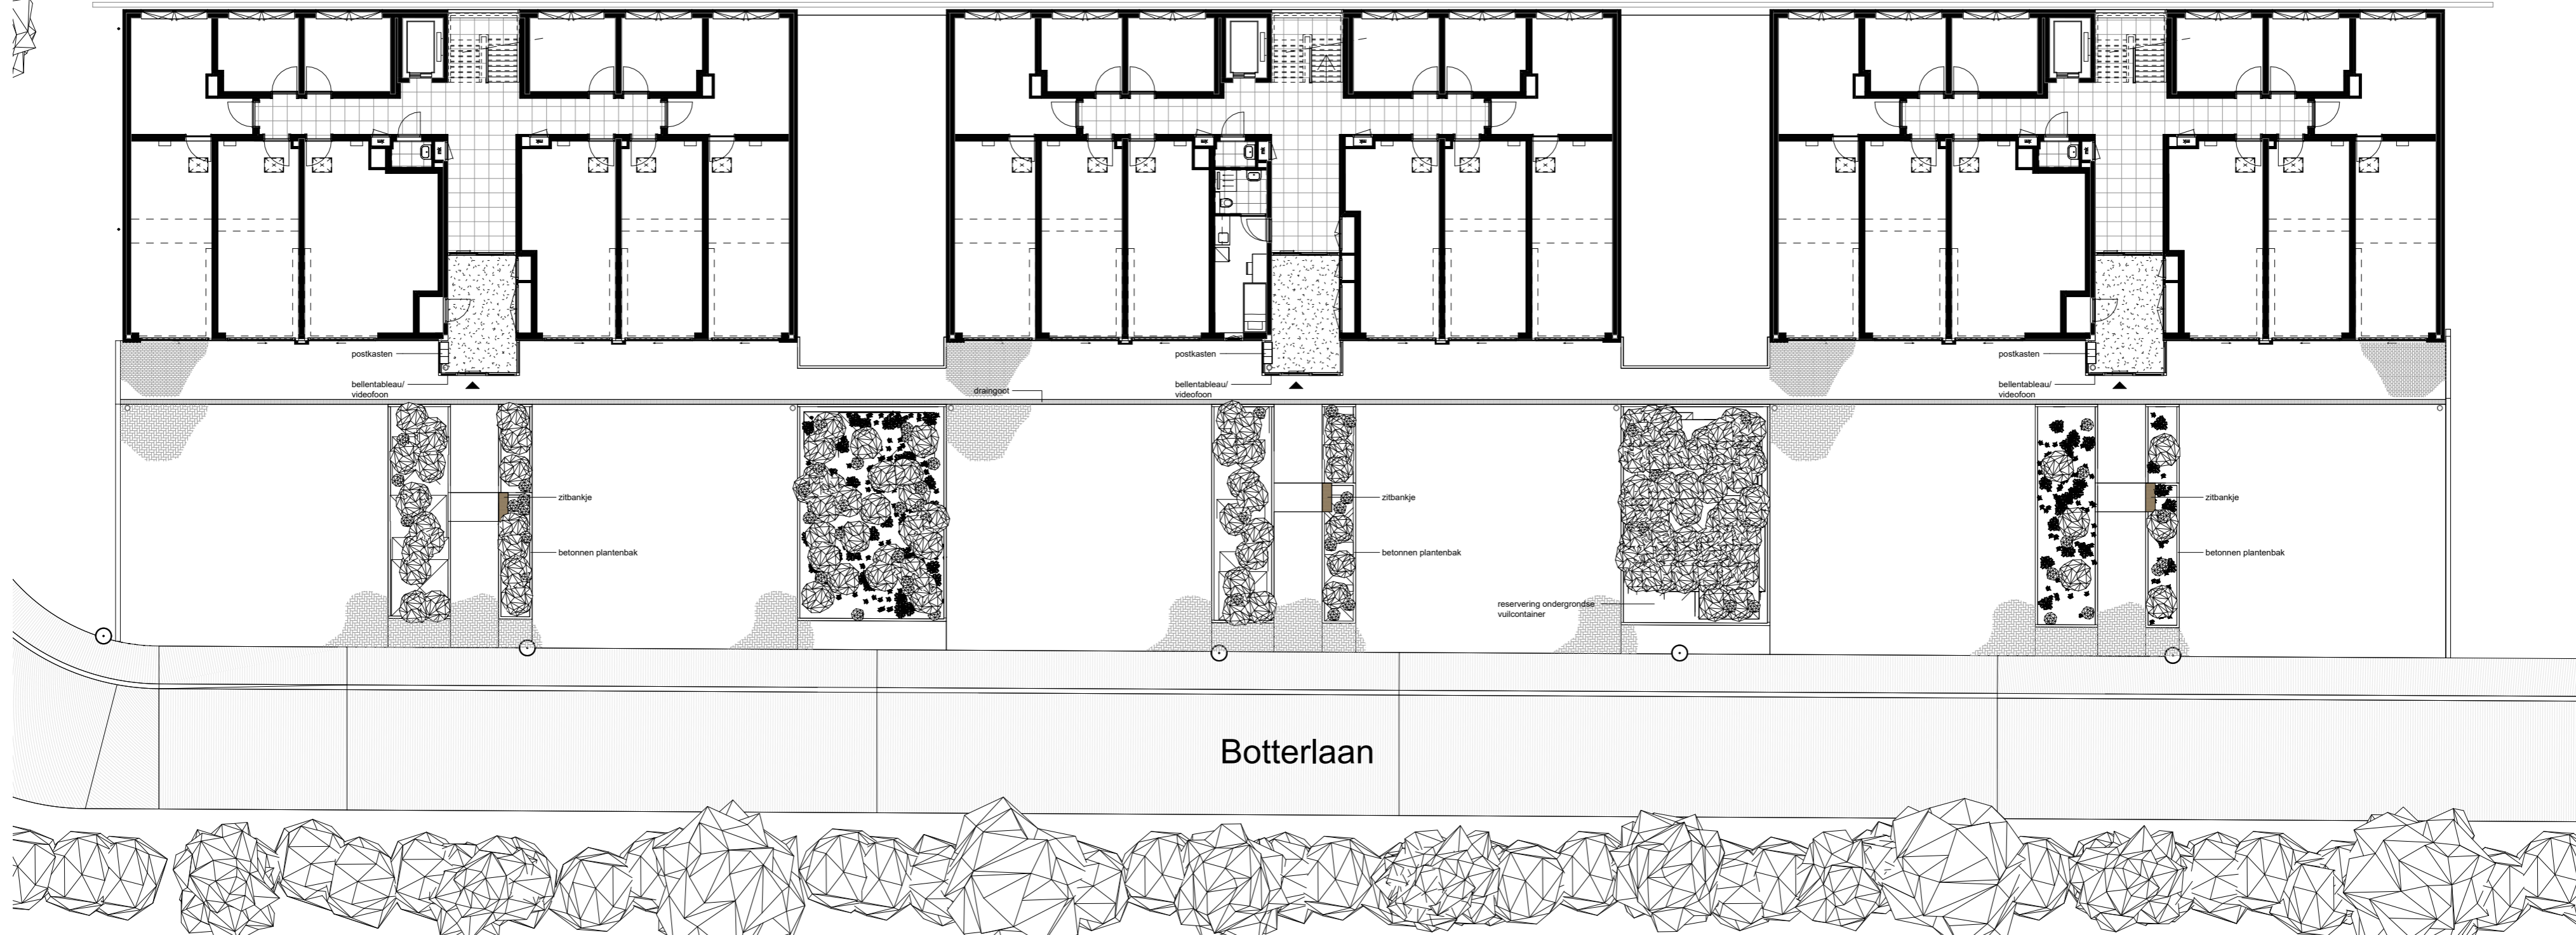 postkasten
bellentableau/
videofoon
draingoot
postkasten
bellentableau/
videofoon
postkasten
bellentableau/
videofoon
zitbankje
betonnen plantenbak
zitbankje
betonnen plantenbak
reservering ondergrondse
vuilcontainer
zitbankje
betonnen plantenbak
Botterlaan